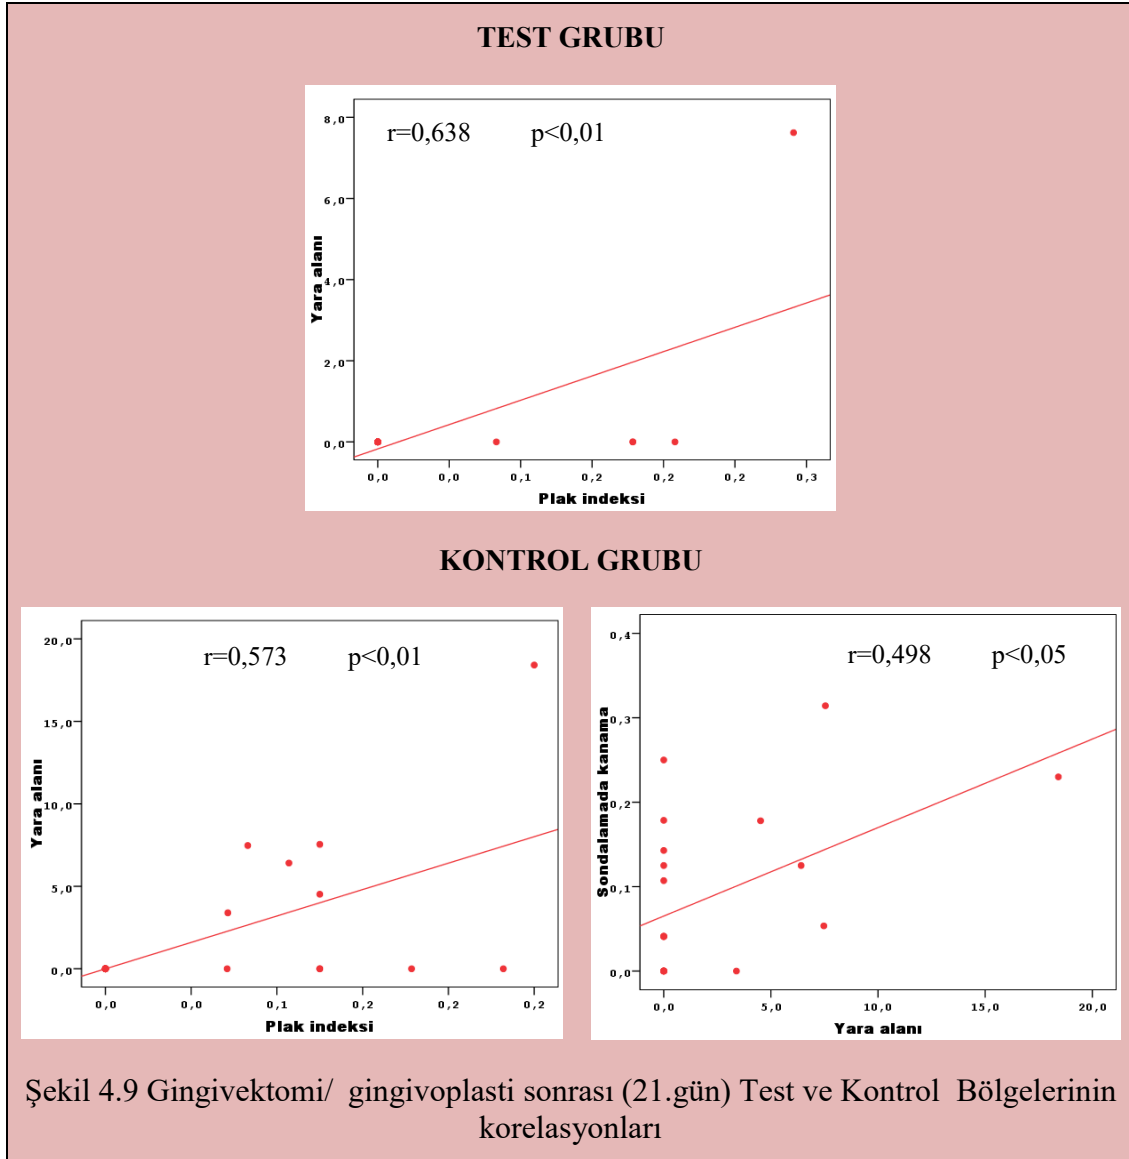 TEST GRUBU
r=0,638 p<0,01
8,0
6,0
4,0
2,0
0,0
Yara alanı
0,0 0,0 0,1 0,2 0,2 0,2 0,3
Plak indeksi
KONTROL GRUBU
r=0,573 p<0,01
20,0
15,0
10,0
5,0
0,0
Yara alanı
0,0 0,0 0,1 0,2 0,2 0,2
Plak indeksi
r=0,498 p<0,05
0,4
0,3
0,2
0,1
0,0
Sondalamada kanama
0,0 5,0 10,0 15,0 20,0
Yara alanı
Şekil 4.9 Gingivektomi/ gingivoplasti sonrası (21.gün) Test ve Kontrol Bölgelerinin
korelasyonları